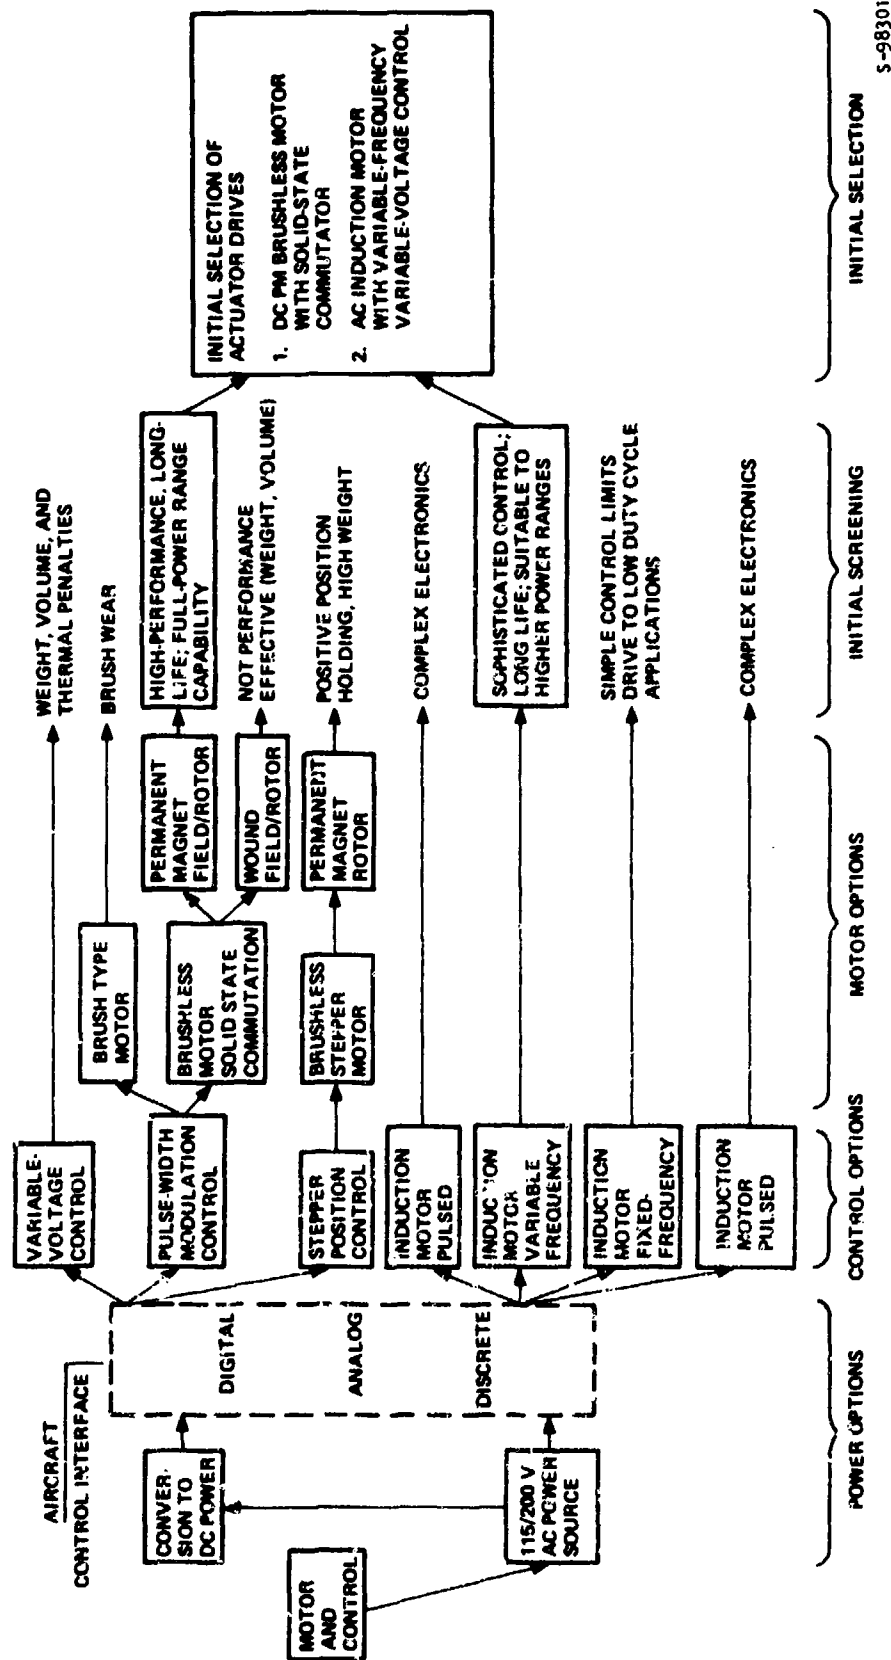 MOTOR
AND
CONTROL
AIRCRAFT
CONTROL INTERFACE
CONVER-
SION TO
DC POWER
115/200 V
AC POWER
SOURCE
DIGITAL
ANALOG
DISCRETE
VARIABLE-
VOLTAGE
CONTROL
PULSE-WIDTH
MODULATION
CONTROL
STEPPER
POSITION
CONTROL
INDUCTION
MOTOR
PULSED
INDUCTION
MOTOR
VARIABLE
FREQUENCY
INDUCTION
MOTOR
FIXED-
FREQUENCY
INDUCTION
MOTOR
PULSED
BRUSH TYPE
MOTOR
BRUSHLESS
MOTOR
SOLID STATE
COMMUTATION
BRUSHLESS
STEPPER
MOTOR
PERMANENT
MAGNET
FIELD/ROTOR
WOUND
FIELD/ROTOR
PERMANENT
MAGNET
ROTOR
WEIGHT, VOLUME, AND
THERMAL PENALTIES
BRUSH WEAR
HIGH-PERFORMANCE, LONG-
LIFE; FULL-POWER RANGE
CAPABILITY
NOT PERFORMANCE
EFFECTIVE (WEIGHT, VOLUME)
POSITIVE POSITION
HOLDING, HIGH WEIGHT
COMPLEX ELECTRONICS
SOPHISTICATED CONTROL;
LONG LIFE; SUITABLE TO
HIGHER POWER RANGES
SIMPLE CONTROL LIMITS
DRIVE TO LOW DUTY CYCLE
APPLICATIONS
COMPLEX ELECTRONICS
INITIAL SELECTION OF
ACTUATOR DRIVES
1. DC PM BRUSHLESS MOTOR
WITH SOLID-STATE
COMMUTATOR
2. AC INDUCTION MOTOR
WITH VARIABLE-FREQUENCY
VARIABLE-VOLTAGE CONTROL
POWER OPTIONS
CONTROL OPTIONS
MOTOR OPTIONS
INITIAL SCREENING
INITIAL SELECTION
S-98301